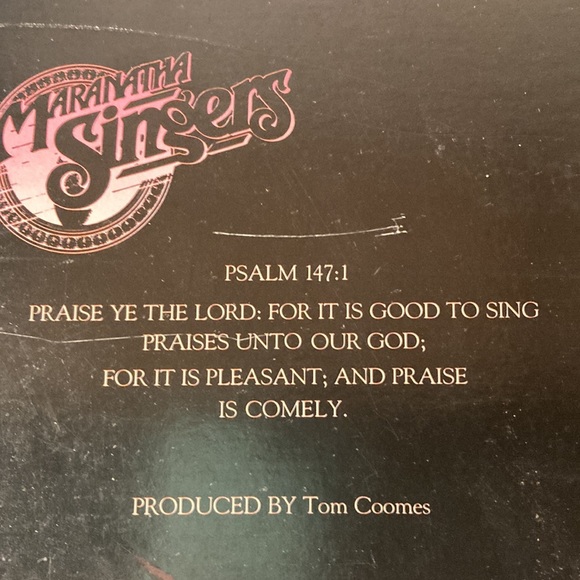 MARANATHA
Singers
PSALM 147:1
PRAISE YE THE LORD: FOR IT IS GOOD TO SING
PRAISES UNTO OUR GOD;
FOR IT IS PLEASANT; AND PRAISE
IS COMELY.
PRODUCED BY Tom Coomes